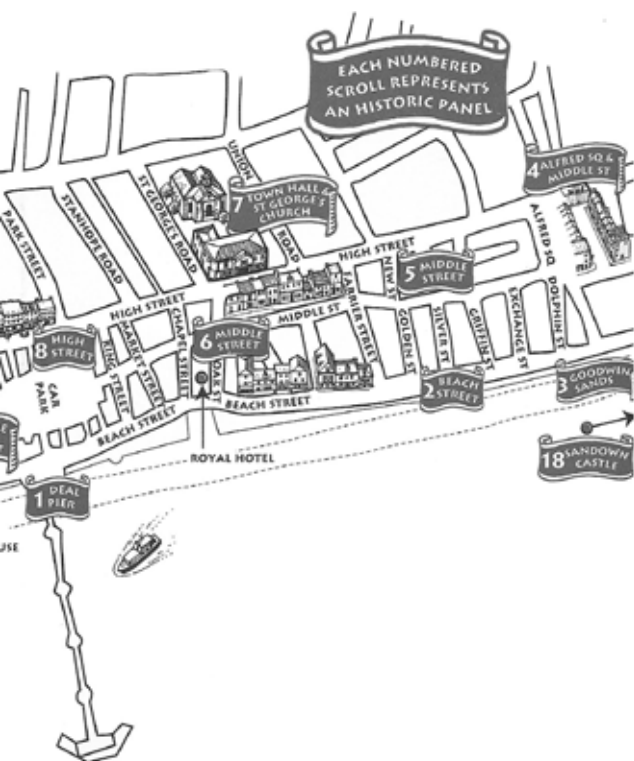 EACH NUMBERED
SCROLL REPRESENTS
AN HISTORIC PANEL
4 ALFRED SQ &
MIDDLE ST
UNION
ROAD
7 TOWN HALL &
ST GEORGE'S
CHURCH
ST GEORGE'S ROAD
STANHOPE ROAD
PARK STREET
HIGH STREET
5 MIDDLE
STREET
ALFRED SQ
HIGH STREET
NEW ST
MIDDLE ST
FARRIER STREET
GOLDEN ST
SILVER ST
GRIFFIN ST
EXCHANGE ST
DOLPHIN ST
8 HIGH
STREET
KING STREET
MARKET STREET
CHAPEL STREET
6 MIDDLE
STREET
OAK ST
CAR
PARK
BEACH STREET
BEACH STREET
2 BEACH
STREET
3 GOODWIN
SANDS
ROYAL HOTEL
18 SANDOWN
CASTLE
1 DEAL
PIER